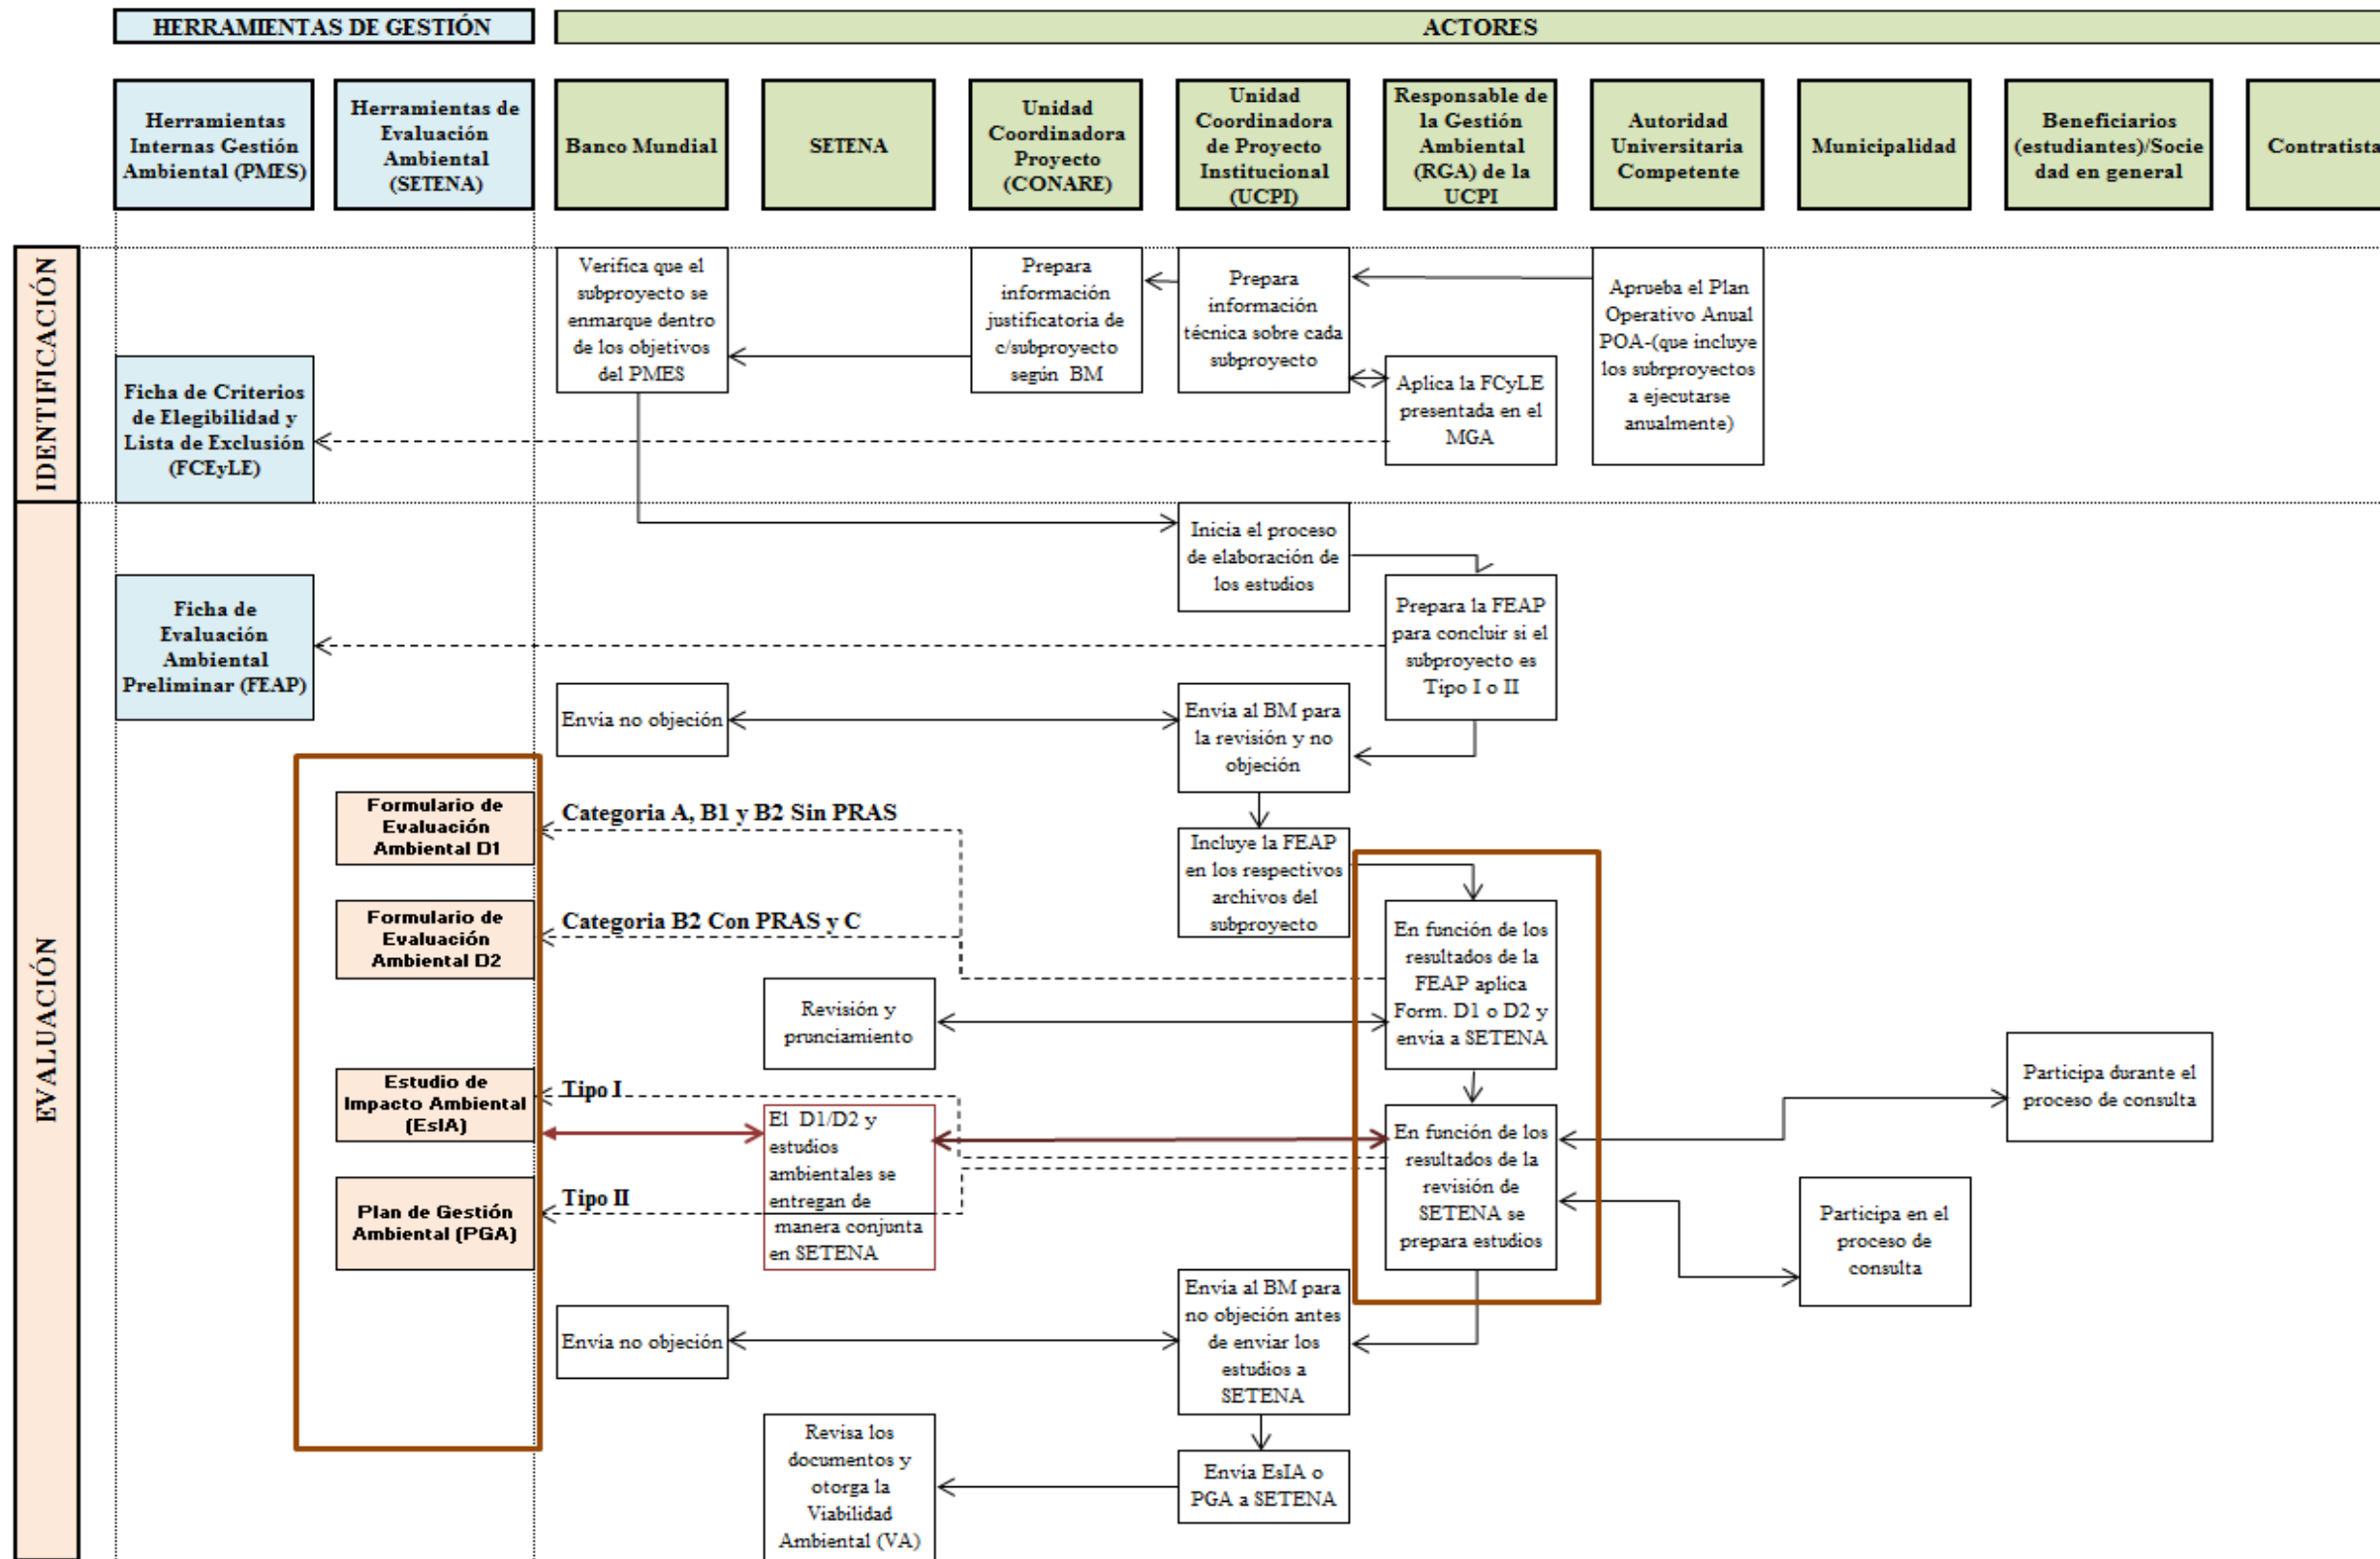 HERRAMIENTAS DE GESTIÓN
ACTORES
Herramientas
Internas Gestión
Ambiental (PMES)
Herramientas de
Evaluación
Ambiental
(SETENA)
Banco Mundial
SETENA
Unidad
Coordinadora
Proyecto
(CONARE)
Unidad
Coordinadora
de Proyecto
Institucional
(UCPI)
Responsable de
la Gestión
Ambiental
(RGA) de la
UCPI
Autoridad
Universitaria
Competente
Municipalidad
Beneficiarios
(estudiantes)/Socie
dad en general
Contratista
IDENTIFICACIÓN
Verifica que el
subproyecto se
enmarque dentro
de los objetivos
del PMES
Prepara
información
justificatoria de
c/subproyecto
según BM
Prepara
información
técnica sobre cada
subproyecto
Aplica la FCyLE
presentada en el
MGA
Aprueba el Plan
Operativo Anual
POA-(que incluye
los subrproyectos
a ejecutarse
anualmente)
Ficha de Criterios
de Elegibilidad y
Lista de Exclusión
(FCEyLE)
EVALUACIÓN
Inicia el proceso
de elaboración de
los estudios
Ficha de
Evaluación
Ambiental
Preliminar (FEAP)
Prepara la FEAP
para concluir si el
subproyecto es
Tipo I o II
Envia no objeción
Envia al BM para
la revisión y no
objeción
Formulario de
Evaluación
Ambiental D1
Categoria A, B1 y B2 Sin PRAS
Incluye la FEAP
en los respectivos
archivos del
subproyecto
Formulario de
Evaluación
Ambiental D2
Categoria B2 Con PRAS y C
En función de los
resultados de la
FEAP aplica
Form. D1 o D2 y
envia a SETENA
Revisión y
prunciamiento
Estudio de
Impacto Ambiental
(EsIA)
Tipo I
El D1/D2 y
estudios
ambientales se
entregan de
manera conjunta
en SETENA
En función de los
resultados de la
revisión de
SETENA se
prepara estudios
Participa durante el
proceso de consulta
Plan de Gestión
Ambiental (PGA)
Tipo II
Participa en el
proceso de
consulta
Envia no objeción
Envia al BM para
no objeción antes
de enviar los
estudios a
SETENA
Revisa los
documentos y
otorga la
Viabilidad
Ambiental (VA)
Envia EsIA o
PGA a SETENA